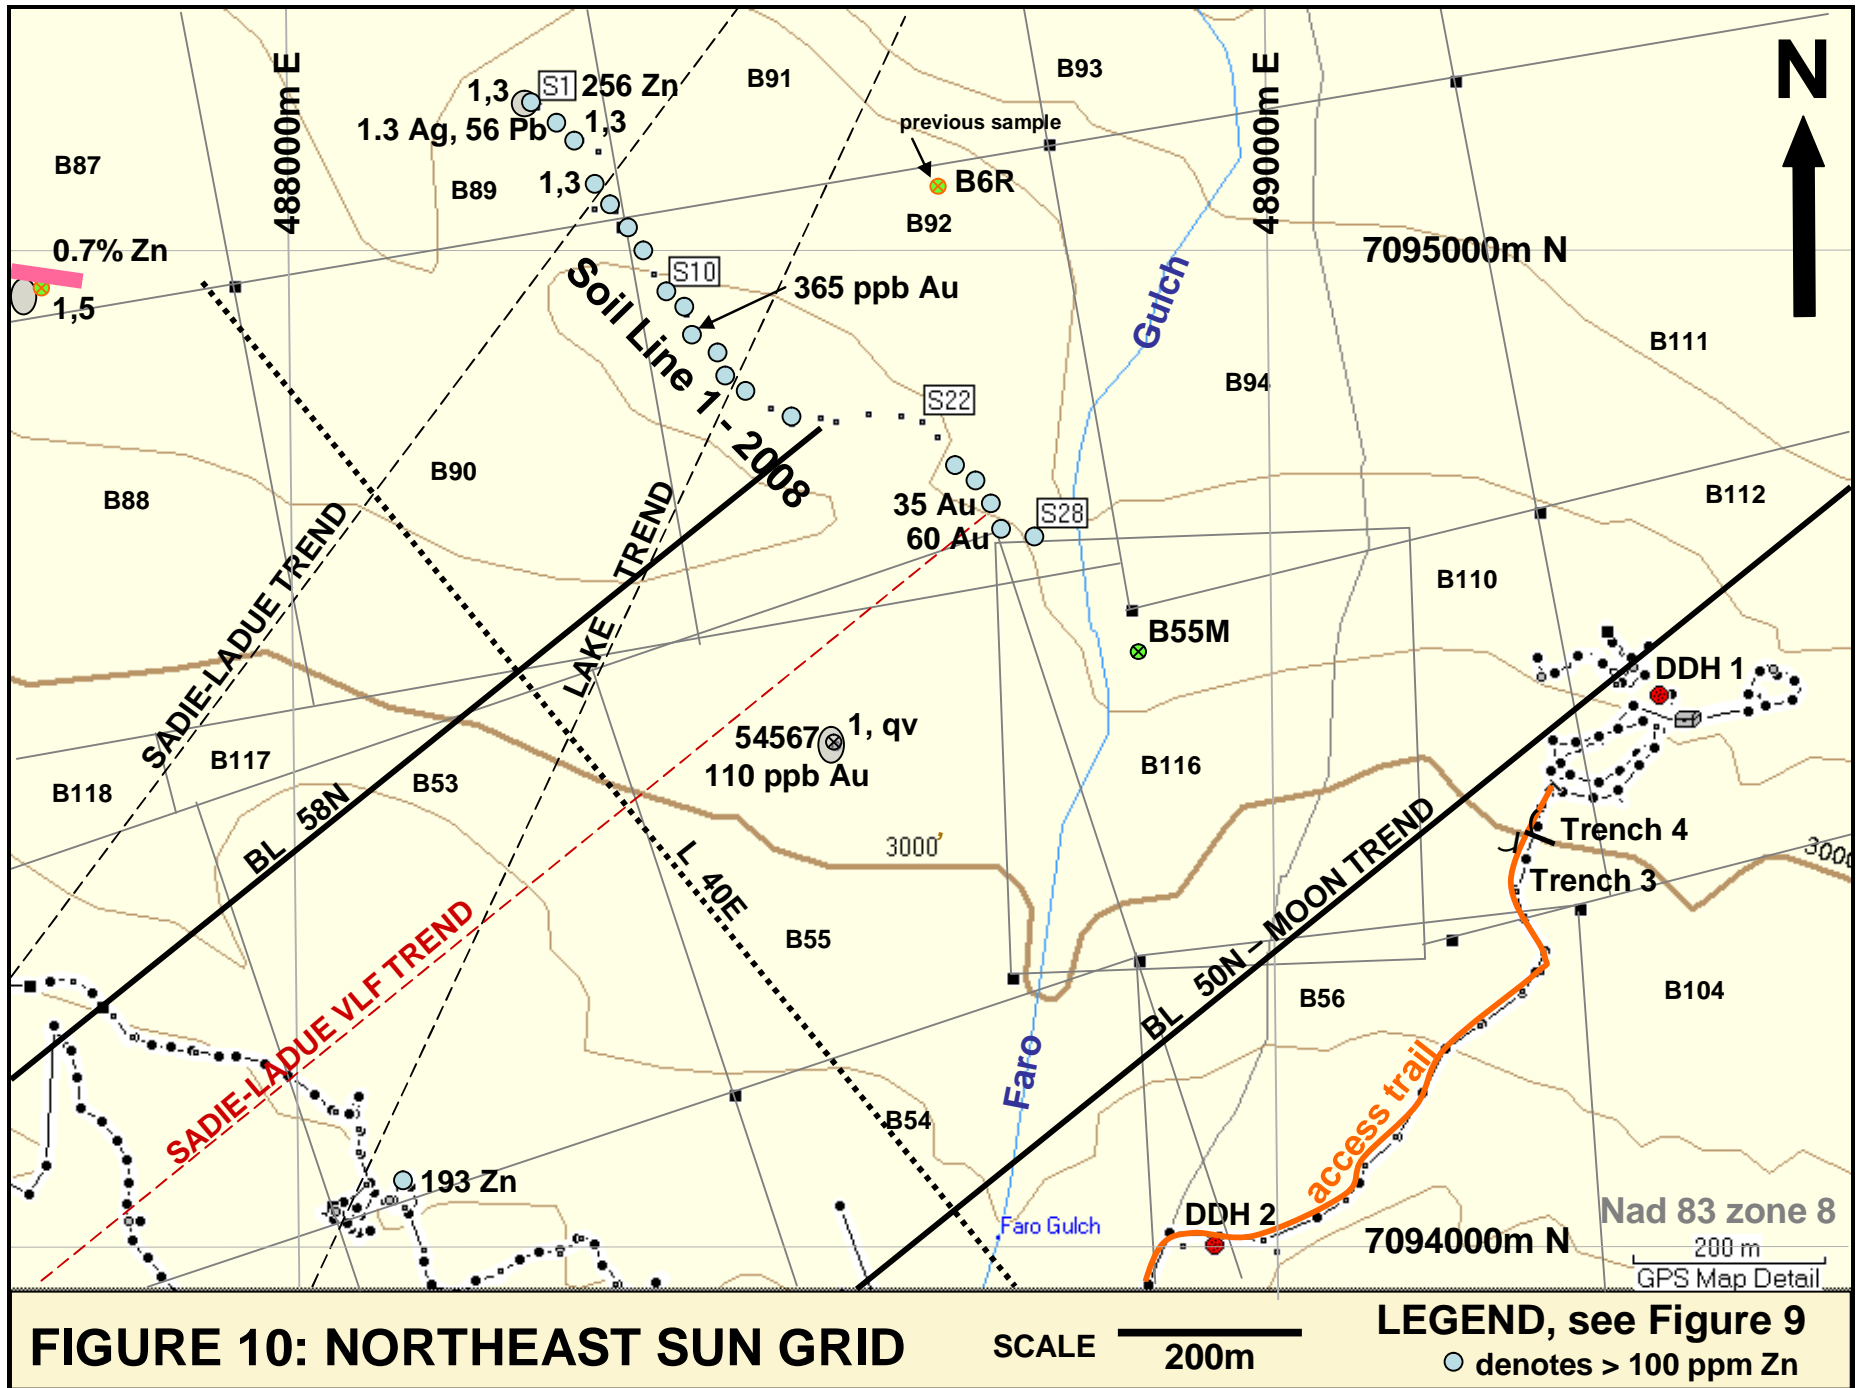 B91
B93
N
488000m E
489000m E
1,3
S1
256 Zn
1.3 Ag, 56 Pb
1,3
previous sample
B87
B89
1,3
B6R
B92
0.7% Zn
7095000m N
1,5
S10
365 ppb Au
Soil Line 1 - 2008
Gulch
B111
B94
S22
B90
B88
B112
35 Au
S28
60 Au
SADIE-LADUE TREND
LAKE TREND
B110
B55M
DDH 1
54567
1, qv
110 ppb Au
B117
B118
B53
B116
BL 58N
3000'
Trench 4
3000
Trench 3
L 40E
BL 50N – MOON TREND
B55
SADIE-LADUE VLF TREND
B56
B104
Faro
B54
access trail
193 Zn
DDH 2
Faro Gulch
Nad 83 zone 8
7094000m N
200 m
GPS Map Detail
FIGURE 10: NORTHEAST SUN GRID
SCALE
200m
LEGEND, see Figure 9
denotes > 100 ppm Zn